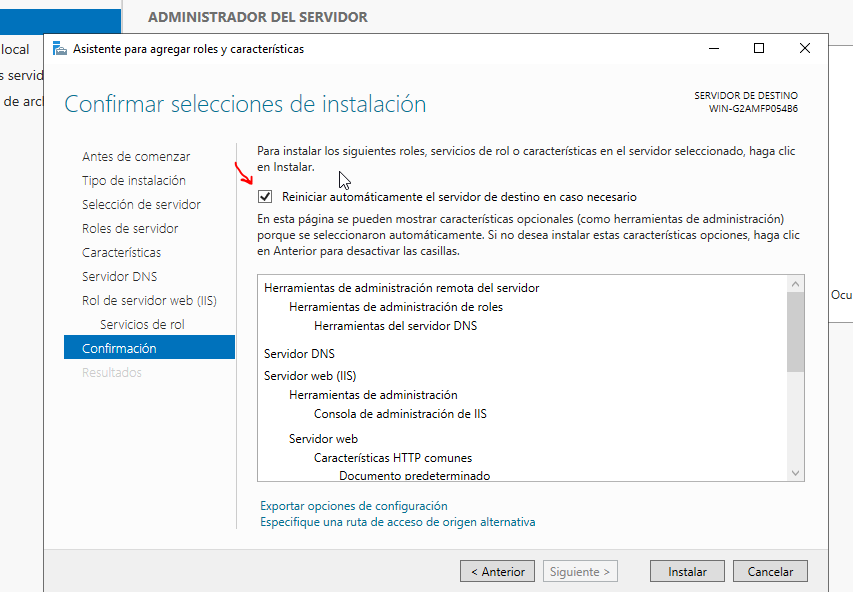 ADMINISTRADOR DEL SERVIDOR
local
s servid
de arch
Asistente para agregar roles y características
Confirmar selecciones de instalación
SERVIDOR DE DESTINO
WIN-G2AMFP054B6
Antes de comenzar
Tipo de instalación
Selección de servidor
Roles de servidor
Características
Servidor DNS
Rol de servidor web (IIS)
Servicios de rol
Confirmación
Resultados
Para instalar los siguientes roles, servicios de rol o características en el servidor seleccionado, haga clic
en Instalar.
Reiniciar automáticamente el servidor de destino en caso necesario
En esta página se pueden mostrar características opcionales (como herramientas de administración)
porque se seleccionaron automáticamente. Si no desea instalar estas características opciones, haga clic
en Anterior para desactivar las casillas.
Herramientas de administración remota del servidor
Herramientas de administración de roles
Herramientas del servidor DNS
Servidor DNS
Servidor web (IIS)
Herramientas de administración
Consola de administración de IIS
Servidor web
Características HTTP comunes
Documento predeterminado
Ocu
Exportar opciones de configuración
Especifique una ruta de acceso de origen alternativa
< Anterior
Siguiente >
Instalar
Cancelar